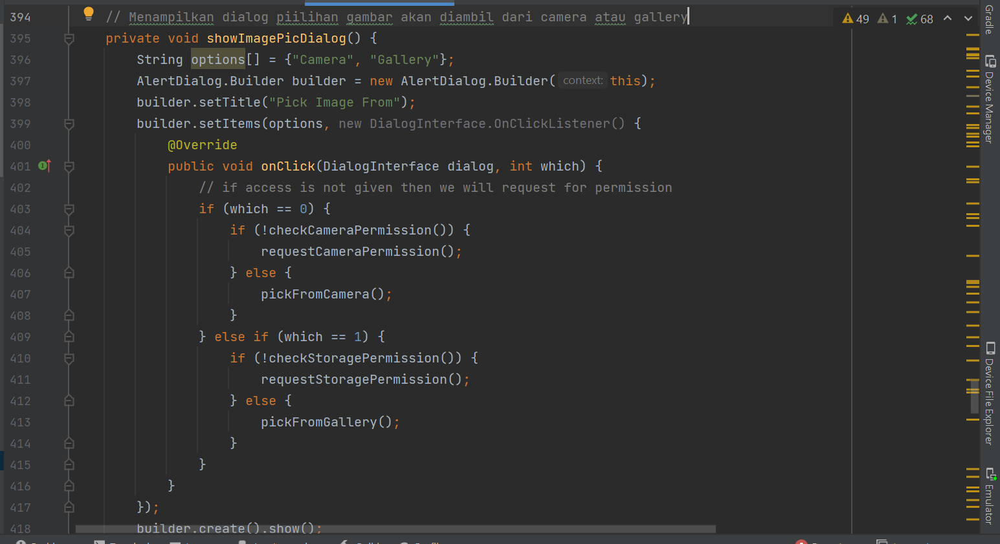 394 // Menampilkan dialog piilihan gambar akan diambil dari camera atau gallery
49 1 68
395 private void showImagePicDialog() {
396 String options[] = {"Camera", "Gallery"};
397 AlertDialog.Builder builder = new AlertDialog.Builder( context: this);
398 builder.setTitle("Pick Image From");
399 builder.setItems(options, new DialogInterface.OnClickListener() {
400 @Override
401 public void onClick(DialogInterface dialog, int which) {
402 // if access is not given then we will request for permission
403 if (which == 0) {
404 if (!checkCameraPermission()) {
405 requestCameraPermission();
406 } else {
407 pickFromCamera();
408 }
409 } else if (which == 1) {
410 if (!checkStoragePermission()) {
411 requestStoragePermission();
412 } else {
413 pickFromGallery();
414 }
415 }
416 }
417 });
418 builder.create().show();
Gradle
Device Manager
Device File Explorer
Emulator